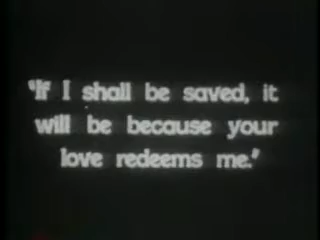 "If I shall be saved, it
will be because your
love redeems me."